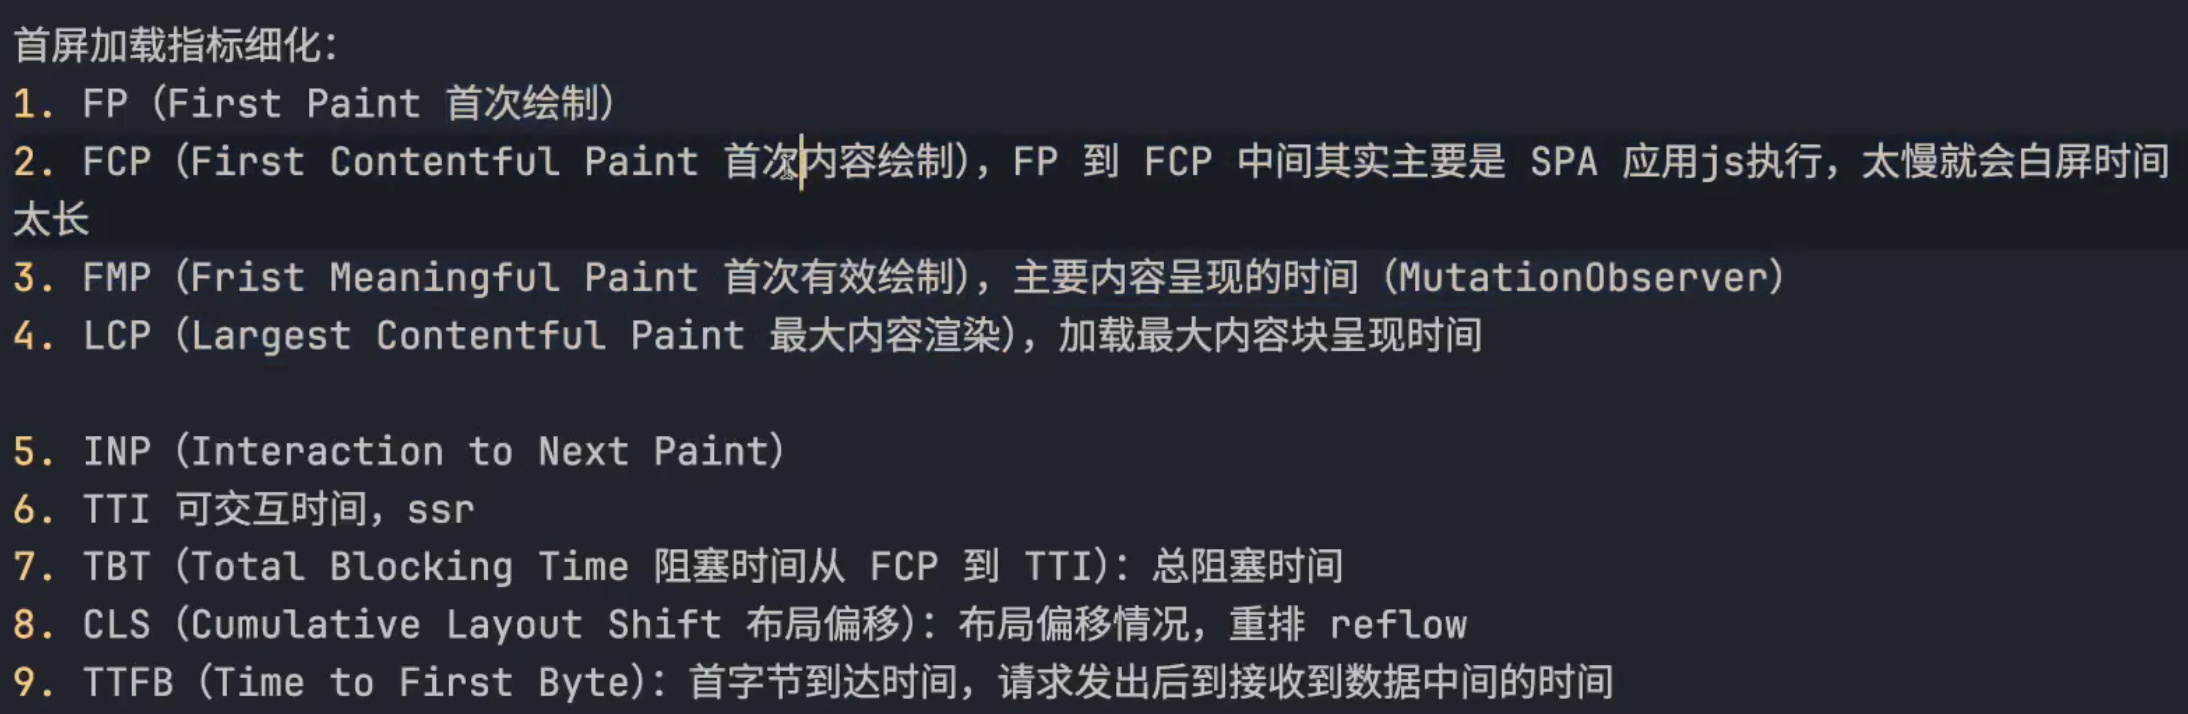 首屏加载指标细化：
1. FP（First Paint 首次绘制）
2. FCP（First Contentful Paint 首次内容绘制），FP 到 FCP 中间其实主要是 SPA 应用js执行，太慢就会白屏时间
太长
3. FMP（Frist Meaningful Paint 首次有效绘制），主要内容呈现的时间（MutationObserver）
4. LCP（Largest Contentful Paint 最大内容渲染），加载最大内容块呈现时间
5. INP（Interaction to Next Paint）
6. TTI 可交互时间，ssr
7. TBT（Total Blocking Time 阻塞时间从 FCP 到 TTI）：总阻塞时间
8. CLS（Cumulative Layout Shift 布局偏移）：布局偏移情况，重排 reflow
9. TTFB（Time to First Byte）：首字节到达时间，请求发出后到接收到数据中间的时间